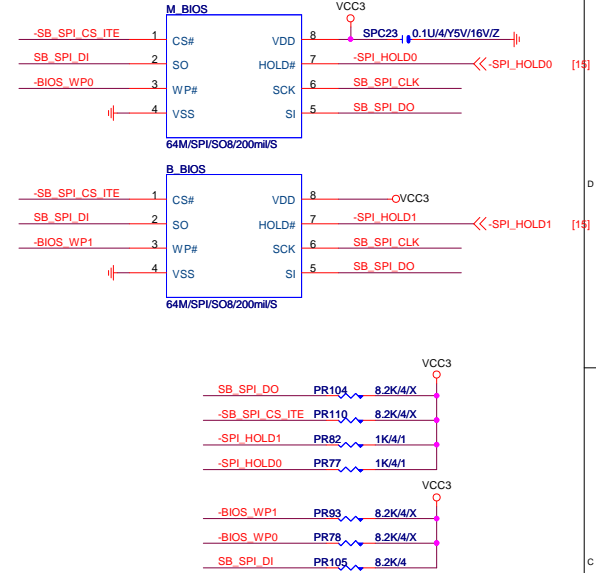 M_BIOS
VCC3
-SB_SPI_CS_ITE 1 CS# VDD 8 SPC23 0.1U/4/Y5V/16V/Z
SB_SPI_DI 2 SO HOLD# 7 -SPI_HOLD0 -SPI_HOLD0 [15]
-BIOS_WP0 3 WP# SCK 6 SB_SPI_CLK
4 VSS SI 5 SB_SPI_DO
64M/SPI/SO8/200mil/S
B_BIOS
-SB_SPI_CS_ITE 1 CS# VDD 8 VCC3
D
SB_SPI_DI 2 SO HOLD# 7 -SPI_HOLD1 -SPI_HOLD1 [15]
-BIOS_WP1 3 WP# SCK 6 SB_SPI_CLK
4 VSS SI 5 SB_SPI_DO
64M/SPI/SO8/200mil/S
VCC3
SB_SPI_DO PR104 8.2K/4/X
-SB_SPI_CS_ITE PR110 8.2K/4/X
-SPI_HOLD1 PR82 1K/4/1
-SPI_HOLD0 PR77 1K/4/1
VCC3
-BIOS_WP1 PR93 8.2K/4/X
-BIOS_WP0 PR78 8.2K/4/X
SB_SPI_DI PR105 8.2K/4
C